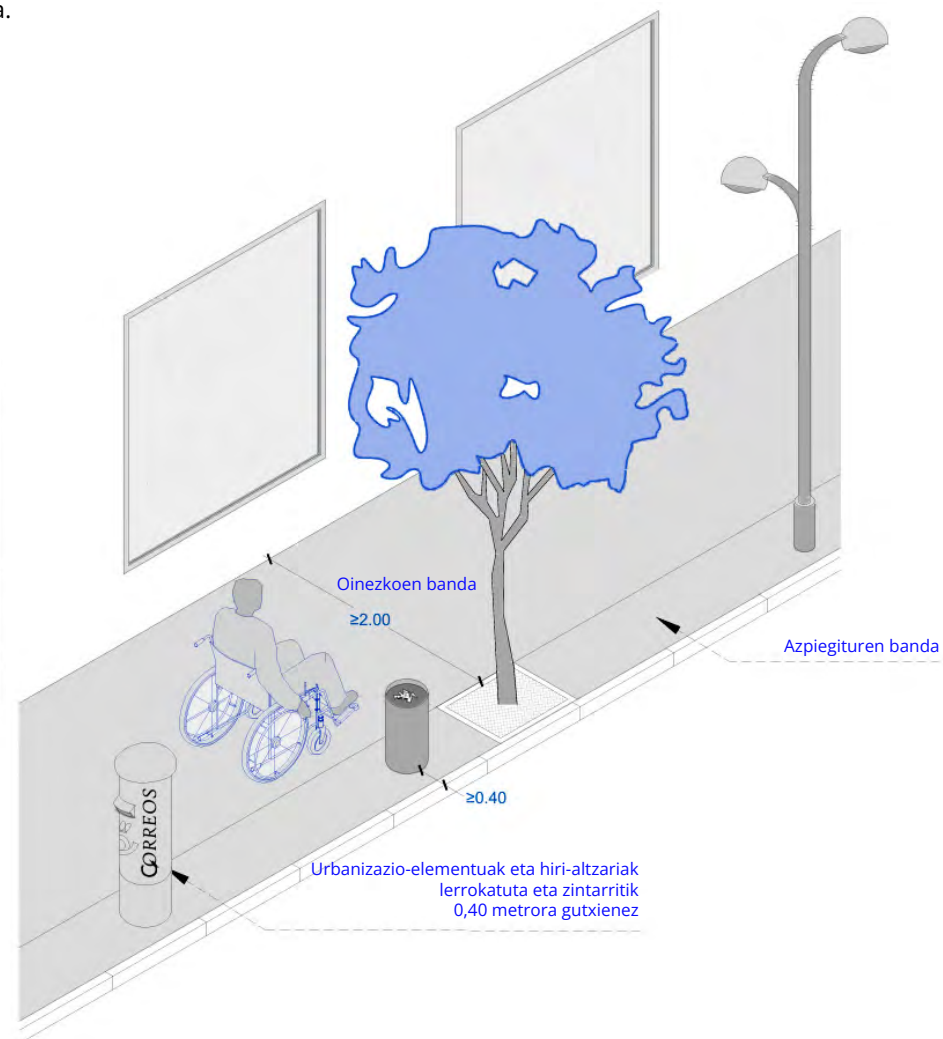 a.
Oinezkoen banda
≥2.00
Azpiegituren banda
≥0.40
CORREOS
Urbanizazio-elementuak eta hiri-altzariak
lerrokatuta eta zintarritik
0,40 metrora gutxienez